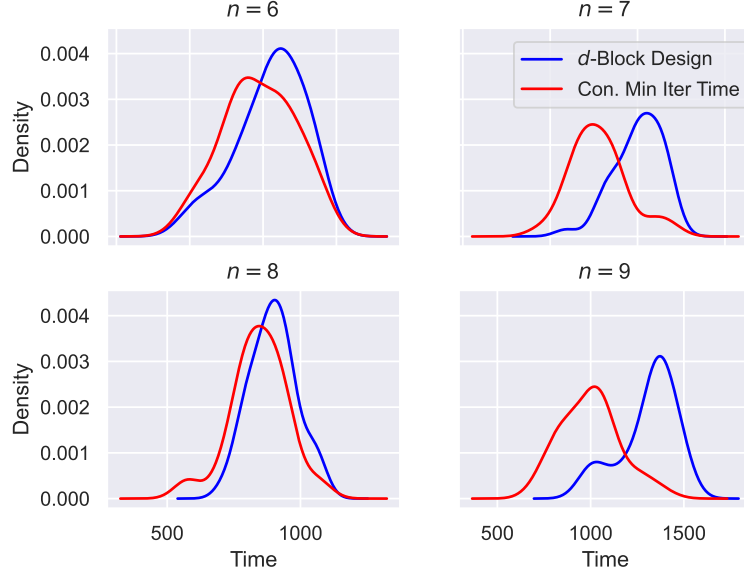 n = 6
n = 7
d-Block Design
Con. Min Iter Time
Density
0.004
0.003
0.002
0.001
0.000
n = 8
n = 9
Density
0.004
0.003
0.002
0.001
0.000
500
1000
500
1000
1500
Time
Time